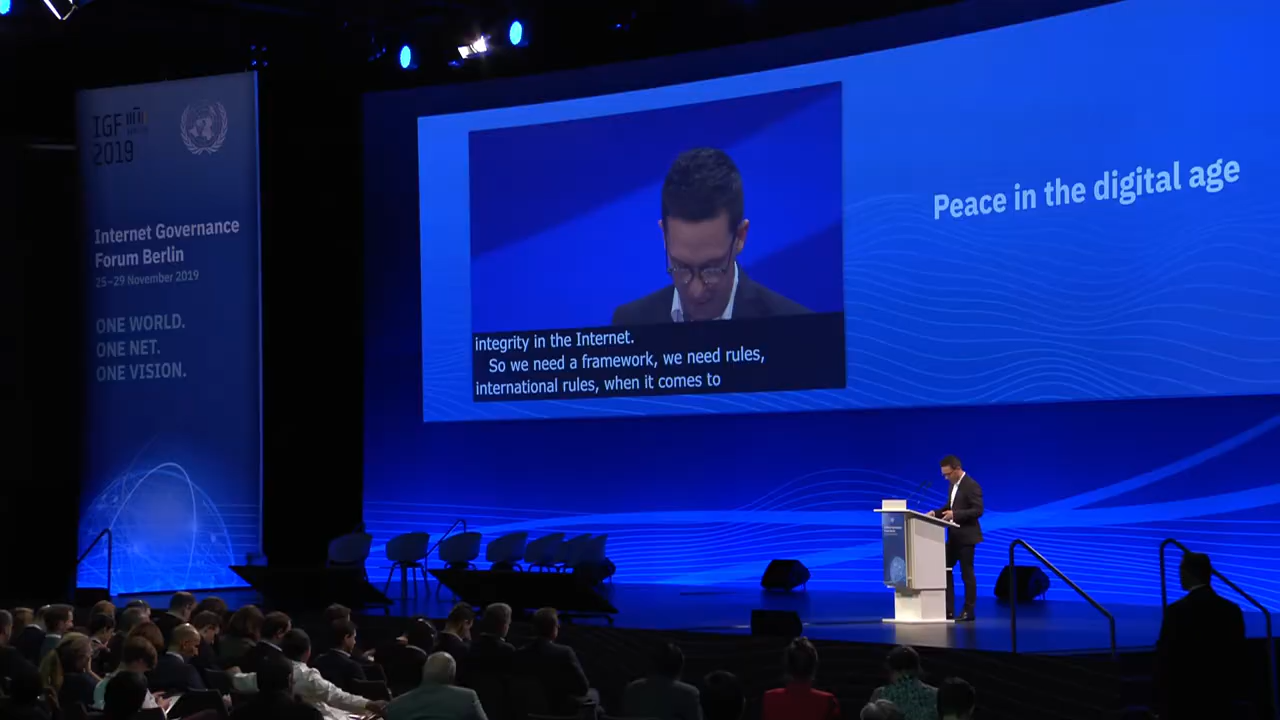 IGF
2019
Internet Governance
Forum Berlin
25–29 November 2019
ONE WORLD.
ONE NET.
ONE VISION.
Peace in the digital age
integrity in the Internet.
So we need a framework, we need rules,
international rules, when it comes to